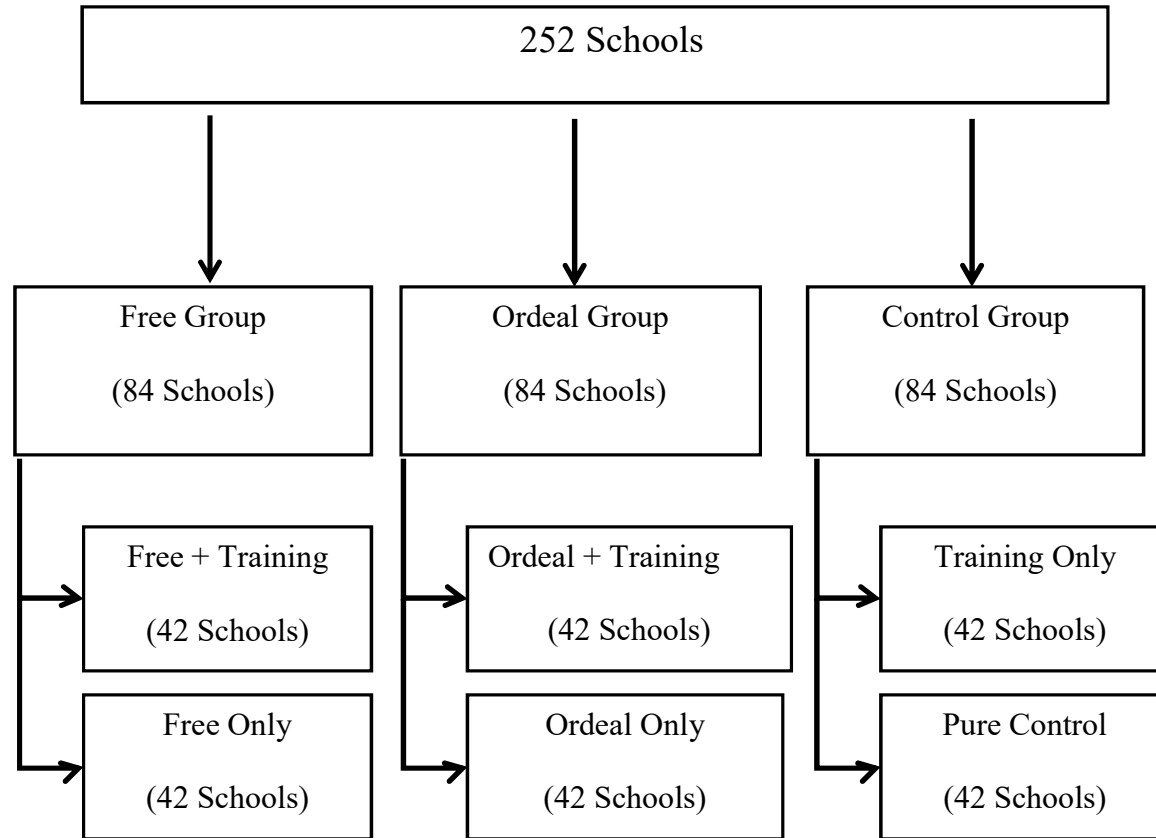 252 Schools
Free Group
(84 Schools)
Ordeal Group
(84 Schools)
Control Group
(84 Schools)
Free + Training
(42 Schools)
Ordeal + Training
(42 Schools)
Training Only
(42 Schools)
Free Only
(42 Schools)
Ordeal Only
(42 Schools)
Pure Control
(42 Schools)